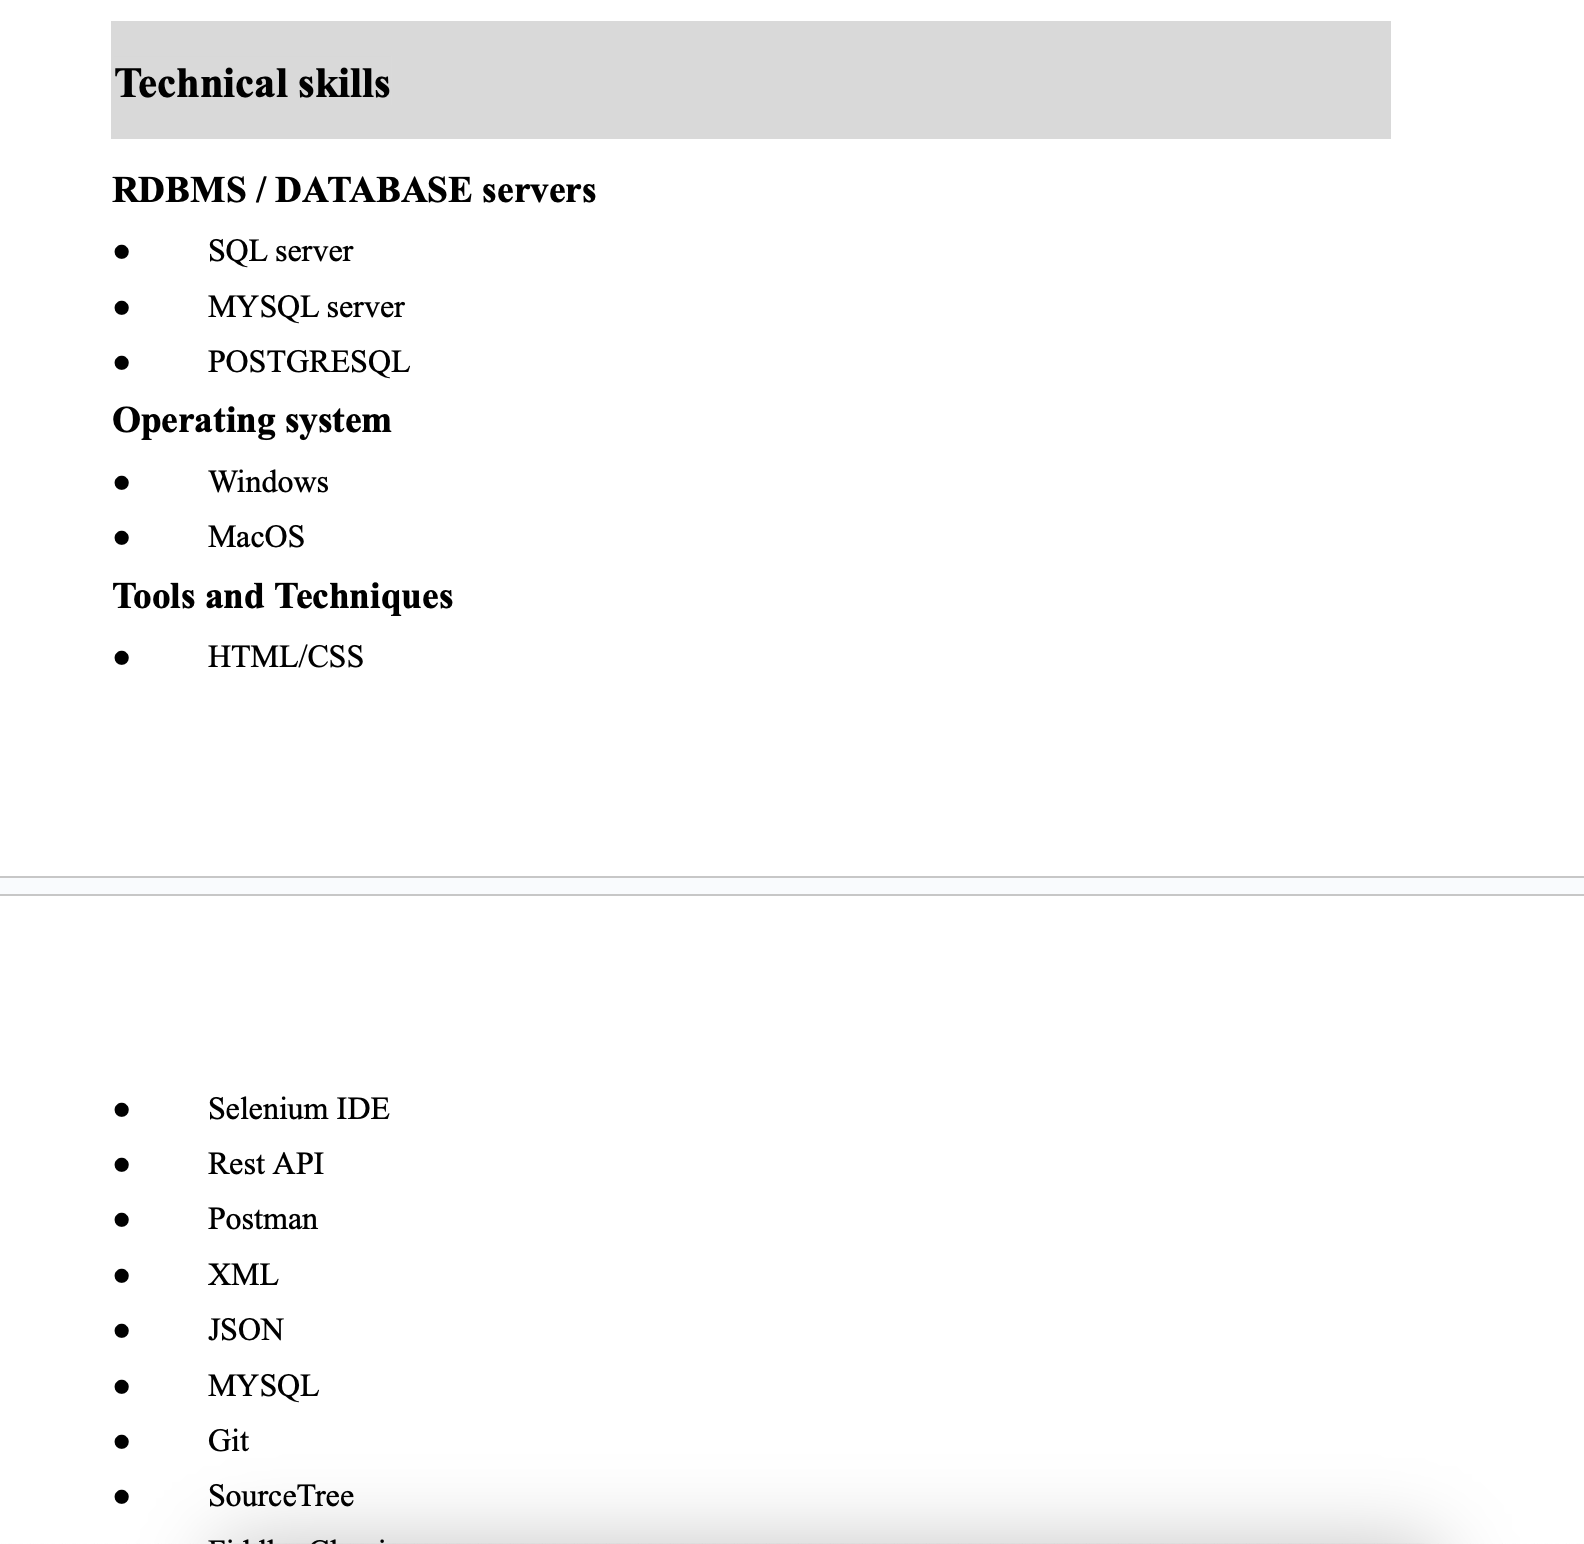 Technical skills
RDBMS / DATABASE servers
● SQL server
● MYSQL server
● POSTGRESQL
Operating system
● Windows
● MacOS
Tools and Techniques
● HTML/CSS
● Selenium IDE
● Rest API
● Postman
● XML
● JSON
● MYSQL
● Git
● SourceTree